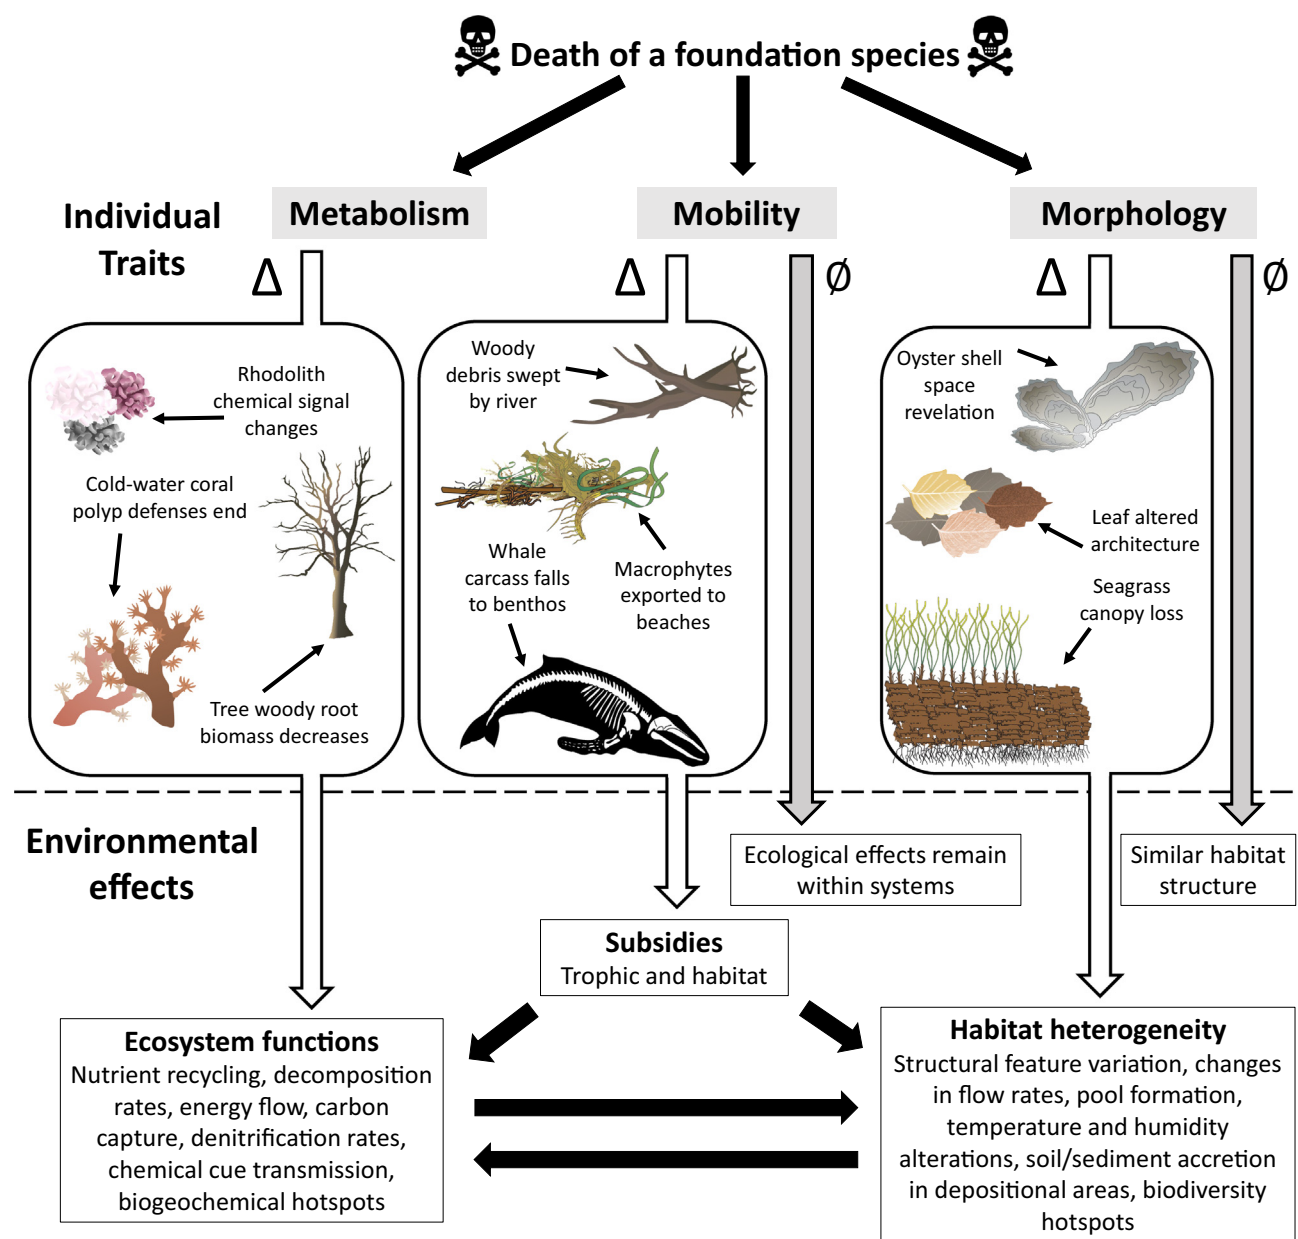 Death of a foundation species
Individual
Traits
Metabolism
Mobility
Morphology
Δ
Δ
Ø
Δ
Ø
Rhodolith
chemical signal
changes
Cold-water coral
polyp defenses end
Tree woody root
biomass decreases
Woody
debris swept
by river
Whale
carcass falls
to benthos
Macrophytes
exported to
beaches
Oyster shell
space
revelation
Leaf altered
architecture
Seagrass
canopy loss
Environmental
effects
Ecological effects remain
within systems
Similar habitat
structure
Subsidies
Trophic and habitat
Ecosystem functions
Nutrient recycling, decomposition
rates, energy flow, carbon
capture, denitrification rates,
chemical cue transmission,
biogeochemical hotspots
Habitat heterogeneity
Structural feature variation, changes
in flow rates, pool formation,
temperature and humidity
alterations, soil/sediment accretion
in depositional areas, biodiversity
hotspots